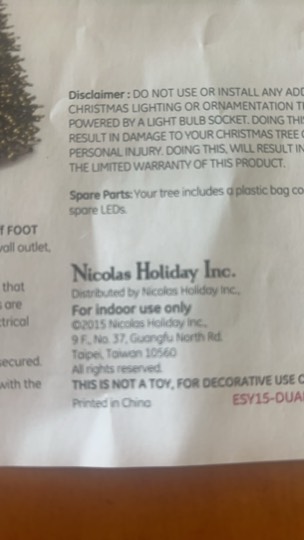 f FOOT
wall outlet,
that
s are
ctrical
secured.
with the
Disclaimer : DO NOT USE OR INSTALL ANY ADD
CHRISTMAS LIGHTING OR ORNAMENTATION T
POWERED BY A LIGHT BULB SOCKET. DOING THIS
RESULT IN DAMAGE TO YOUR CHRISTMAS TREE O
PERSONAL INJURY. DOING THIS, WILL RESULT IN
THE LIMITED WARRANTY OF THIS PRODUCT.
Spare Parts: Your tree includes a plastic bag co
spare LEDs.
Nicolas Holiday Inc.
Distributed by Nicolas Holiday Inc.,
For indoor use only
©2015 Nicolas Holiday Inc.,
9 F., No. 37, Guangfu North Rd.
Taipei, Taiwan 10560
All rights reserved.
THIS IS NOT A TOY, FOR DECORATIVE USE O
Printed in China
ESY15-DUA